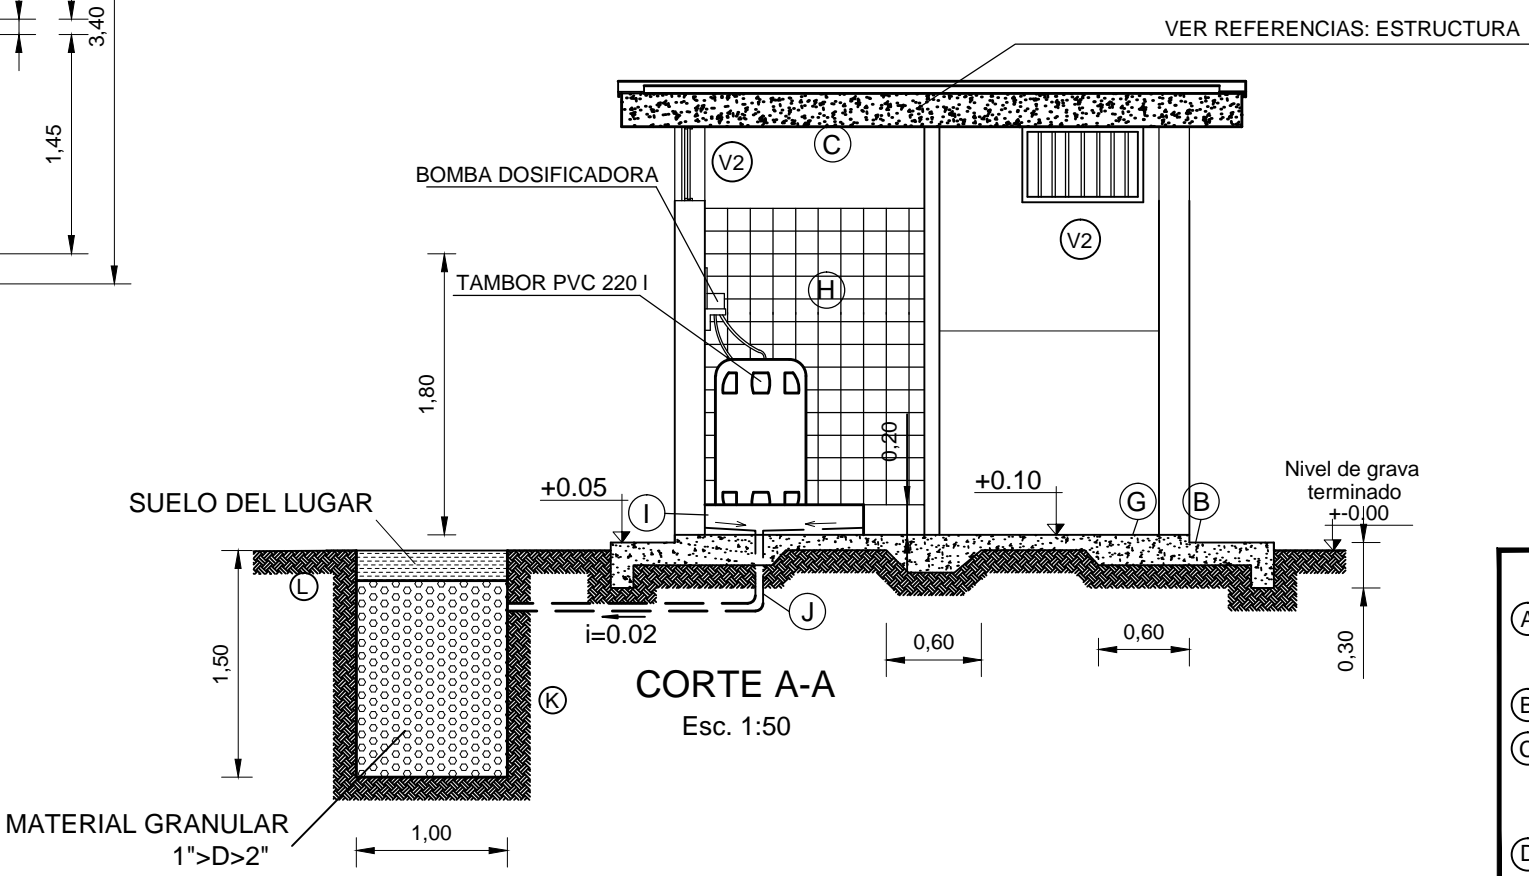 3,40
1,45
VER REFERENCIAS: ESTRUCTURA
C
V2
BOMBA DOSIFICADORA
V2
TAMBOR PVC 220 l
H
1,80
0,20
+0.05
+0.10
Nivel de grava
terminado
+-0.00
SUELO DEL LUGAR
I
G
B
L
J
i=0.02
0,60
0,60
0,30
1,50
K
CORTE A-A
Esc. 1:50
MATERIAL GRANULAR
1">D>2"
1,00
A
B
C
D